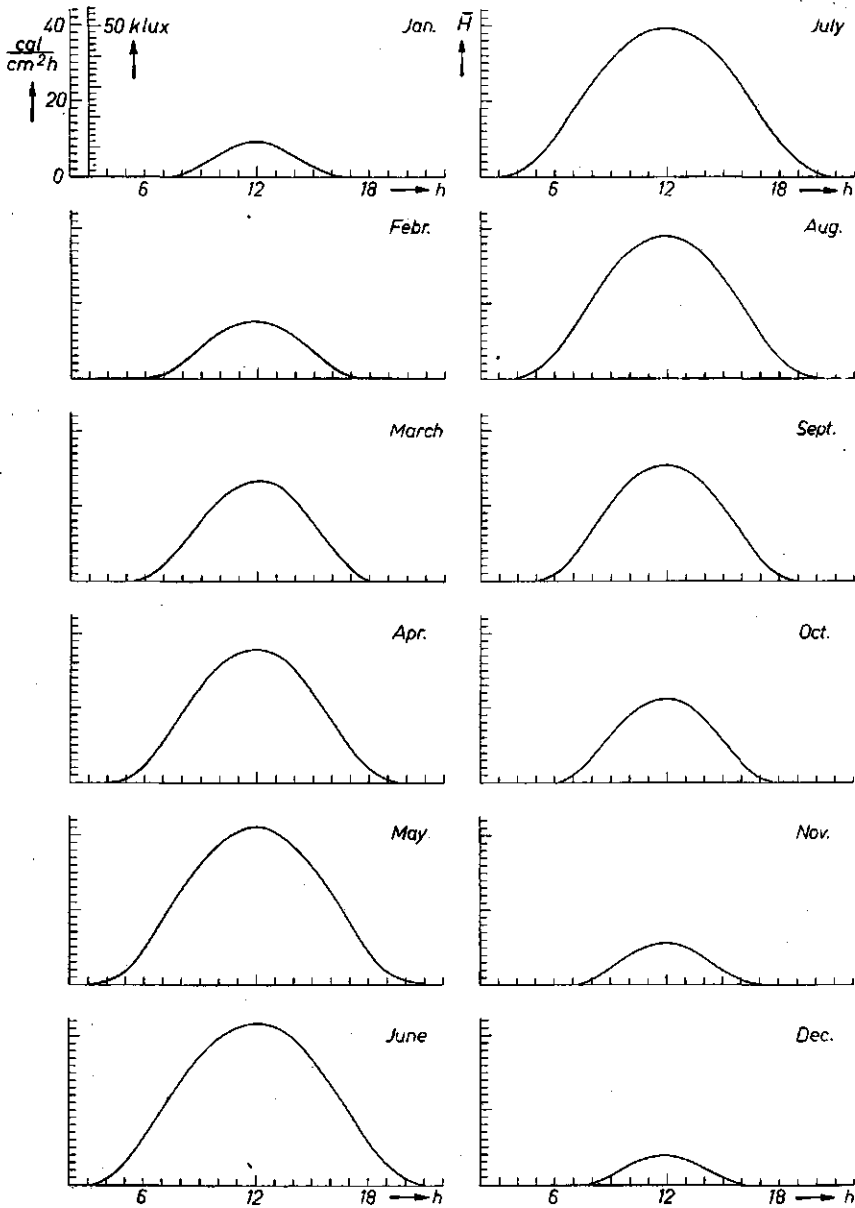 40
50 klux
Jan.
H̄
July
cal
cm²h
20
0
6
12
18
h
6
12
18
h
Febr.
Aug.
March
Sept.
Apr.
Oct.
May
Nov.
June
Dec.
6
12
18
h
6
12
18
h